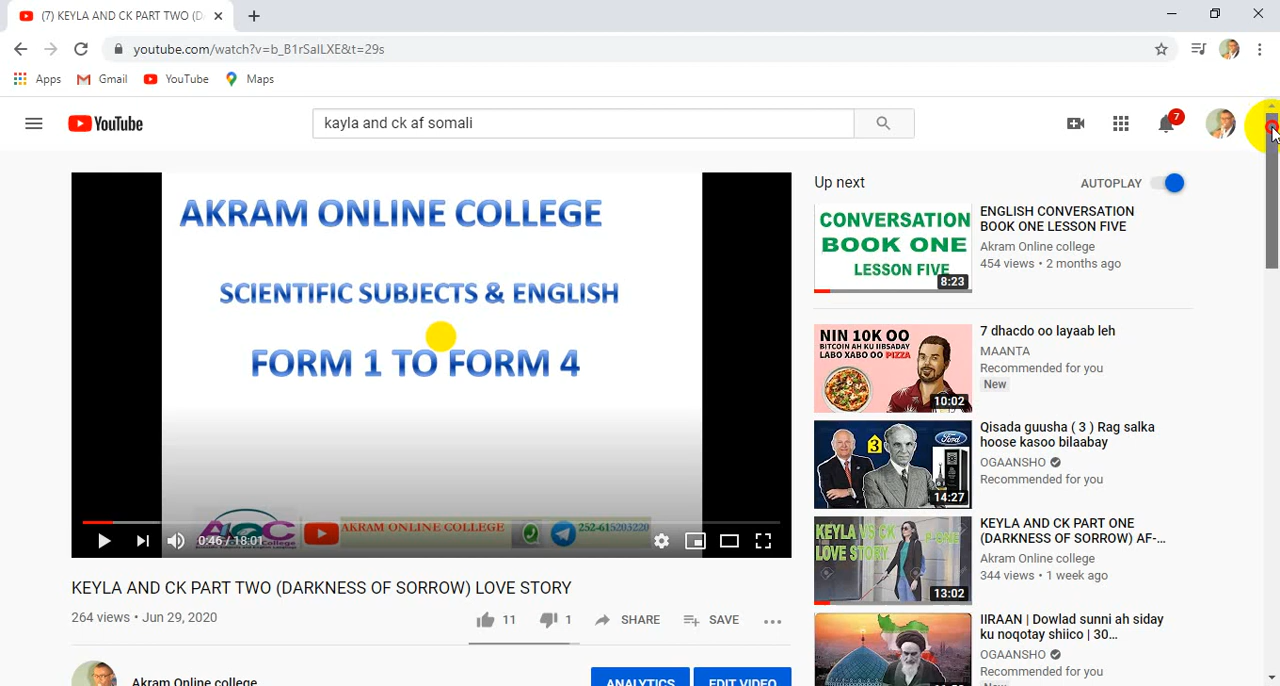 (7) KEYLA AND CK PART TWO (D
youtube.com/watch?v=b_B1rSaILXE&t=29s
Apps Gmail YouTube Maps
YouTube
kayla and ck af somali
7
AKRAM ONLINE COLLEGE
SCIENTIFIC SUBJECTS & ENGLISH
FORM 1 TO FORM 4
AKRAM ONLINE COLLEGE 252-615203220
0:46 / 18:01
KEYLA AND CK PART TWO (DARKNESS OF SORROW) LOVE STORY
264 views • Jun 29, 2020
11 1 SHARE SAVE
Akram Online college
ANALYTICS EDIT VIDEO
Up next
AUTOPLAY
CONVERSATION
BOOK ONE
LESSON FIVE
8:23
ENGLISH CONVERSATION
BOOK ONE LESSON FIVE
Akram Online college
454 views • 2 months ago
NIN 10K OO
BITCOIN AH KU IIBSADAY
LABO XABO OO PIZZA
10:02
7 dhacdo oo layaab leh
MAANTA
Recommended for you
New
3
Ford
14:27
Qisada guusha ( 3 ) Rag salka
hoose kasoo bilaabay
OGAANSHO
Recommended for you
KEYLA VS CK
LOVE STORY
13:02
KEYLA AND CK PART ONE
(DARKNESS OF SORROW) AF-...
Akram Online college
344 views • 1 week ago
IIRAAN | Dowlad sunni ah siday
ku noqotay shiico | 30...
OGAANSHO
Recommended for you